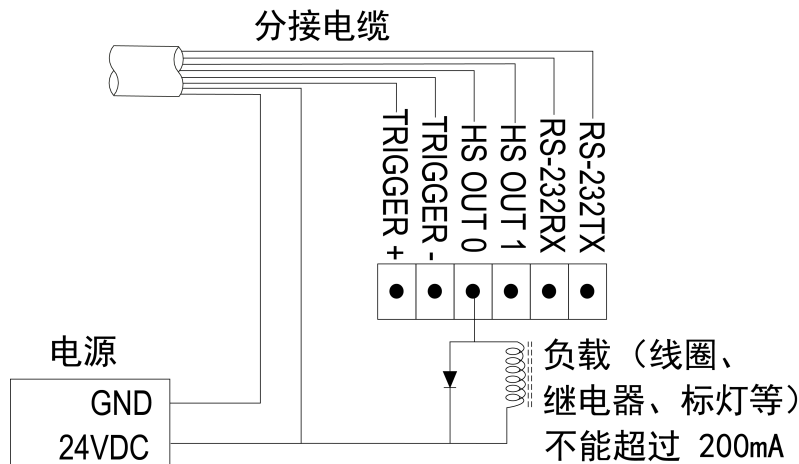 分接电缆
TRIGGER +
TRIGGER -
HS OUT 0
HS OUT 1
RS-232RX
RS-232TX
电源
GND
24VDC
负载（线圈、
继电器、标灯等）
不能超过 200mA